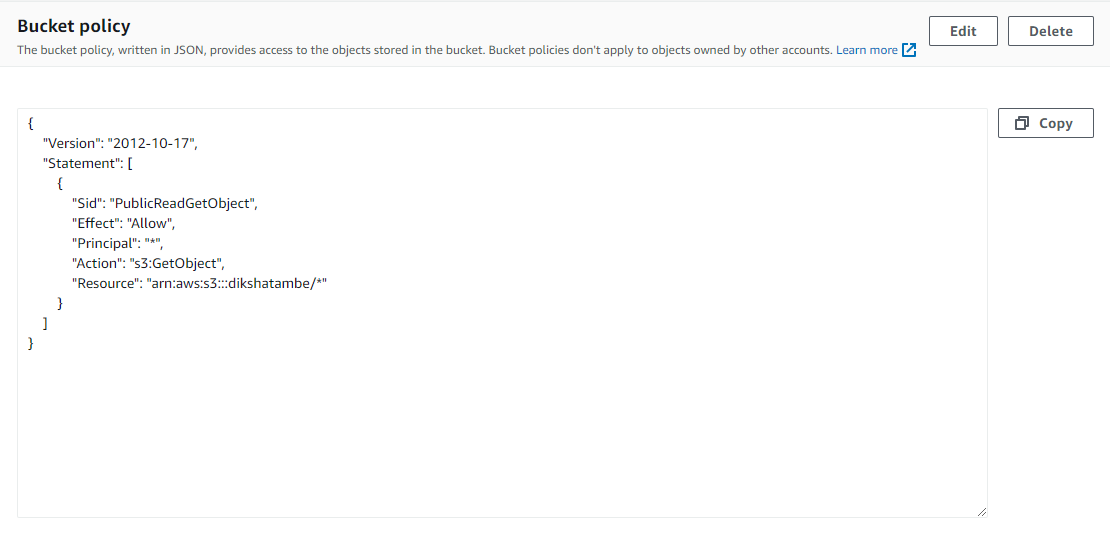 Bucket policy
The bucket policy, written in JSON, provides access to the objects stored in the bucket. Bucket policies don't apply to objects owned by other accounts. Learn more
Edit
Delete
Copy
{
    "Version": "2012-10-17",
    "Statement": [
        {
            "Sid": "PublicReadGetObject",
            "Effect": "Allow",
            "Principal": "*",
            "Action": "s3:GetObject",
            "Resource": "arn:aws:s3:::dikshatambe/*"
        }
    ]
}